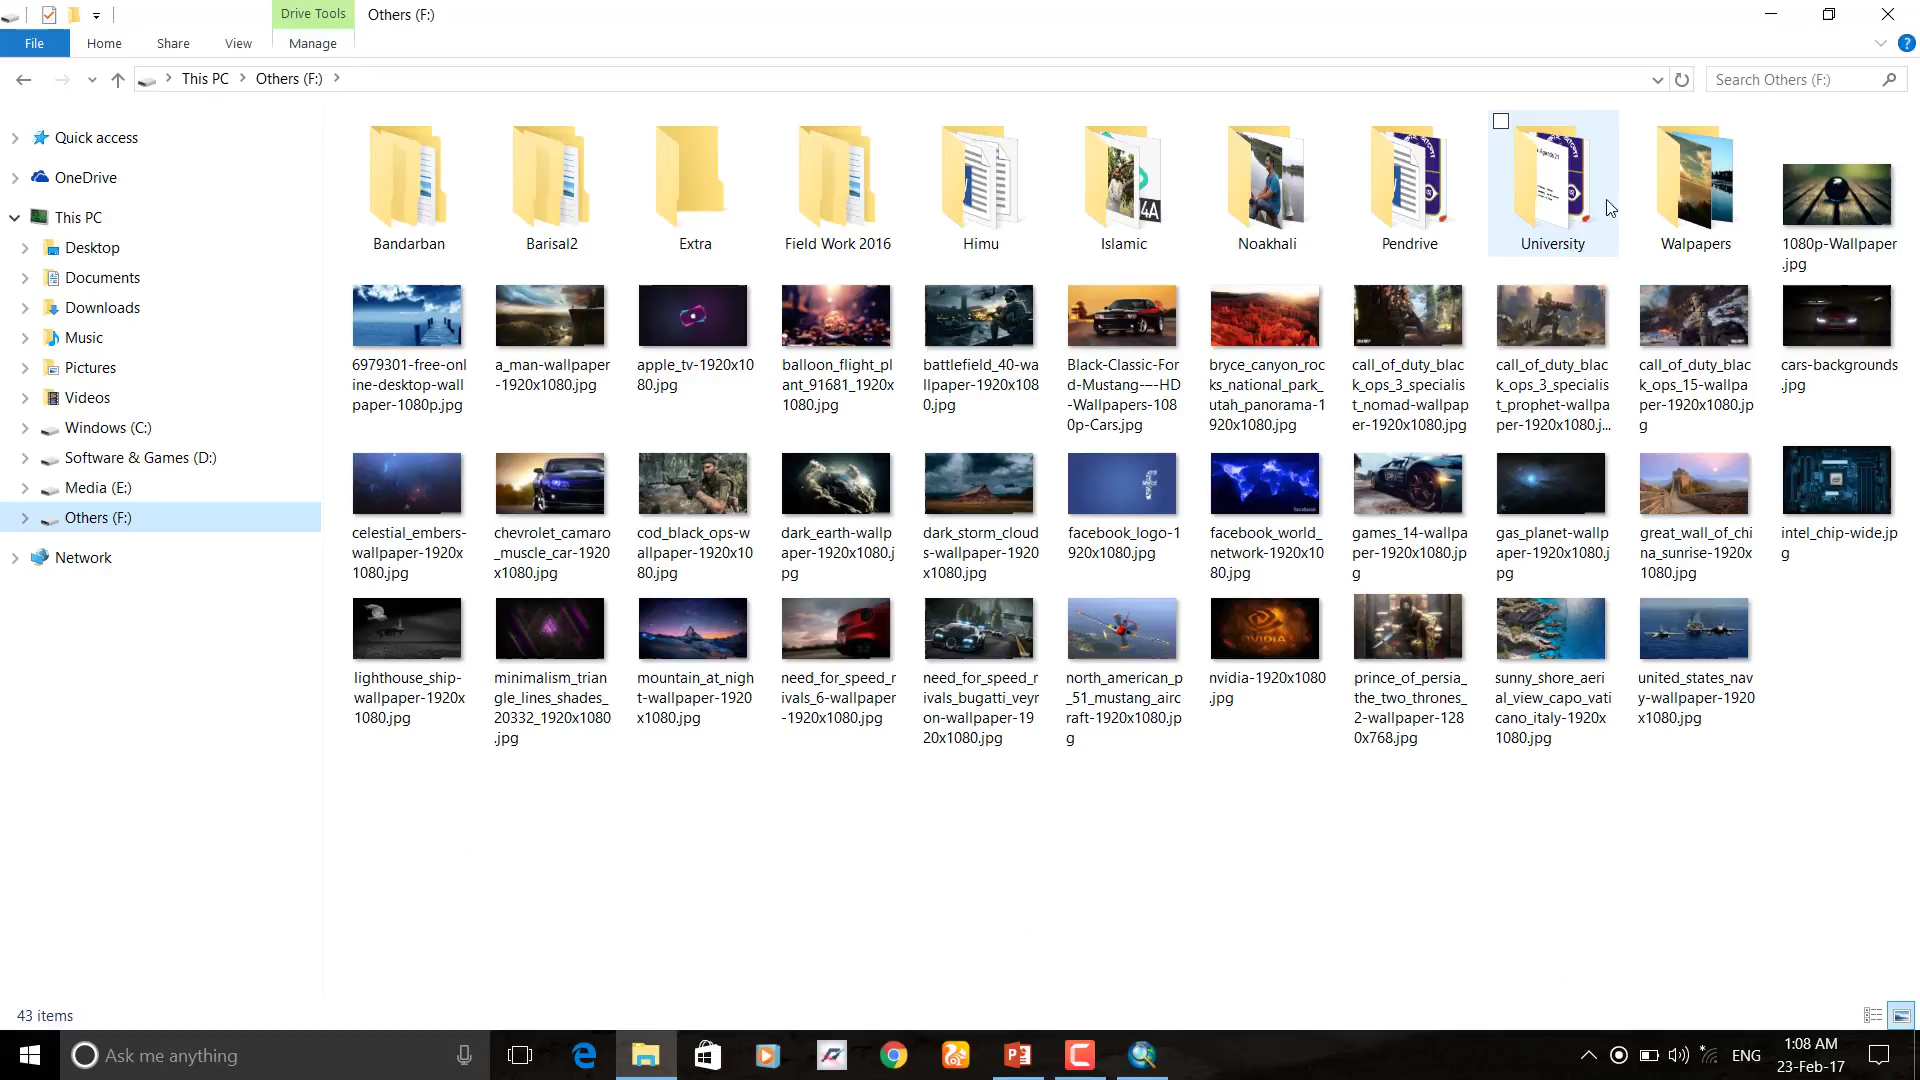 Drive Tools
Others (F:)
File
Home
Share
View
Manage
This PC
Others (F:)
Search Others (F:)
Quick access
OneDrive
This PC
Desktop
Documents
Downloads
Music
Pictures
Videos
Windows (C:)
Software & Games (D:)
Media (E:)
Others (F:)
Network
Bandarban
Barisal2
Extra
Field Work 2016
Himu
Islamic
Noakhali
Pendrive
University
Walpapers
1080p-Wallpaper
.jpg
6979301-free-onl
ine-desktop-wall
paper-1080p.jpg
a_man-wallpaper
-1920x1080.jpg
apple_tv-1920x10
80.jpg
balloon_flight_pl
ant_91681_1920x
1080.jpg
battlefield_40-wa
llpaper-1920x108
0.jpg
Black-Classic-For
d-Mustang---HD
-Wallpapers-108
0p-Cars.jpg
bryce_canyon_roc
ks_national_park_
utah_panorama-1
920x1080.jpg
call_of_duty_blac
k_ops_3_specialis
t_nomad-wallpap
er-1920x1080.jpg
call_of_duty_blac
k_ops_3_specialis
t_prophet-wallpa
per-1920x1080.j...
call_of_duty_blac
k_ops_15-wallpa
per-1920x1080.jp
g
cars-backgrounds
.jpg
celestial_embers-
wallpaper-1920x
1080.jpg
chevrolet_camaro
_muscle_car-1920
x1080.jpg
cod_black_ops-w
allpaper-1920x10
80.jpg
dark_earth-wallp
aper-1920x1080.j
pg
dark_storm_cloud
s-wallpaper-1920
x1080.jpg
facebook_logo-1
920x1080.jpg
facebook_world_
network-1920x10
80.jpg
games_14-wallpa
per-1920x1080.jp
g
gas_planet-wallp
aper-1920x1080.j
pg
great_wall_of_chi
na_sunrise-1920x
1080.jpg
intel_chip-wide.jp
g
lighthouse_ship-
wallpaper-1920x
1080.jpg
minimalism_trian
gle_lines_shades_
20332_1920x1080
.jpg
mountain_at_nigh
t-wallpaper-1920
x1080.jpg
need_for_speed_r
ivals_6-wallpaper
-1920x1080.jpg
need_for_speed_r
ivals_bugatti_veyr
on-wallpaper-19
20x1080.jpg
north_american_p
_51_mustang_airc
raft-1920x1080.jp
g
nvidia-1920x1080
.jpg
prince_of_persia_
the_two_thrones_
2-wallpaper-128
0x768.jpg
sunny_shore_aeri
al_view_capo_vati
cano_italy-1920x
1080.jpg
united_states_nav
y-wallpaper-1920
x1080.jpg
43 items
Ask me anything
ENG
1:08 AM
23-Feb-17